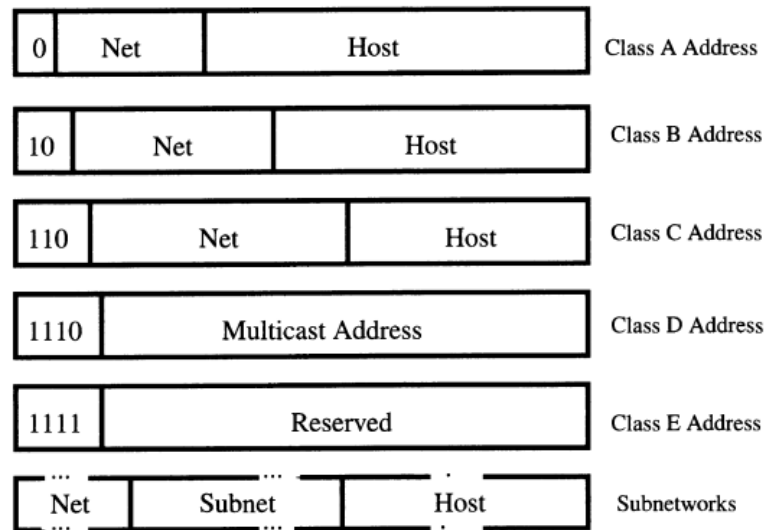 0 Net Host Class A Address
10 Net Host Class B Address
110 Net Host Class C Address
1110 Multicast Address Class D Address
1111 Reserved Class E Address
Net Subnet Host Subnetworks